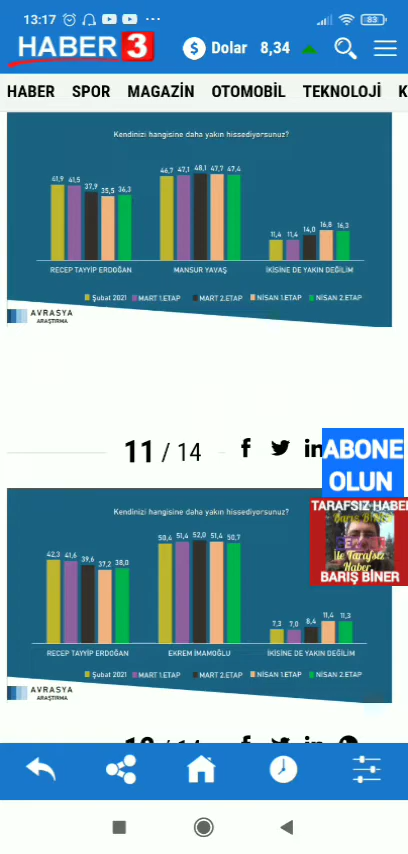 13:17
83
HABER 3
$ Dolar 8,34
HABER SPOR MAGAZİN OTOMOBİL TEKNOLOJİ K
Kendinizi hangisine daha yakın hissediyorsunuz?
41,9 41,5 37,9 35,5 36,3
46,7 47,1 48,1 47,7 47,4
11,4 11,4 14,0 16,8 16,3
RECEP TAYYİP ERDOĞAN MANSUR YAVAŞ İKİSİNE DE YAKIN DEĞİLİM
Şubat 2021 MART 1.ETAP MART 2.ETAP NİSAN 1.ETAP NİSAN 2.ETAP
AVRASYA
ARAŞTIRMA
11 / 14
f in
ABONE
OLUN
TARAFSIZ HABER
Barış Biner
İle Tarafsız
Haber
BARIŞ BİNER
Kendinizi hangisine daha yakın hissediyorsunuz?
42,3 41,6 39,6 37,2 38,0
50,4 51,4 52,0 51,4 50,7
7,3 7,0 8,4 11,4 11,3
RECEP TAYYİP ERDOĞAN EKREM İMAMOĞLU İKİSİNE DE YAKIN DEĞİLİM
Şubat 2021 MART 1.ETAP MART 2.ETAP NİSAN 1.ETAP NİSAN 2.ETAP
AVRASYA
ARAŞTIRMA